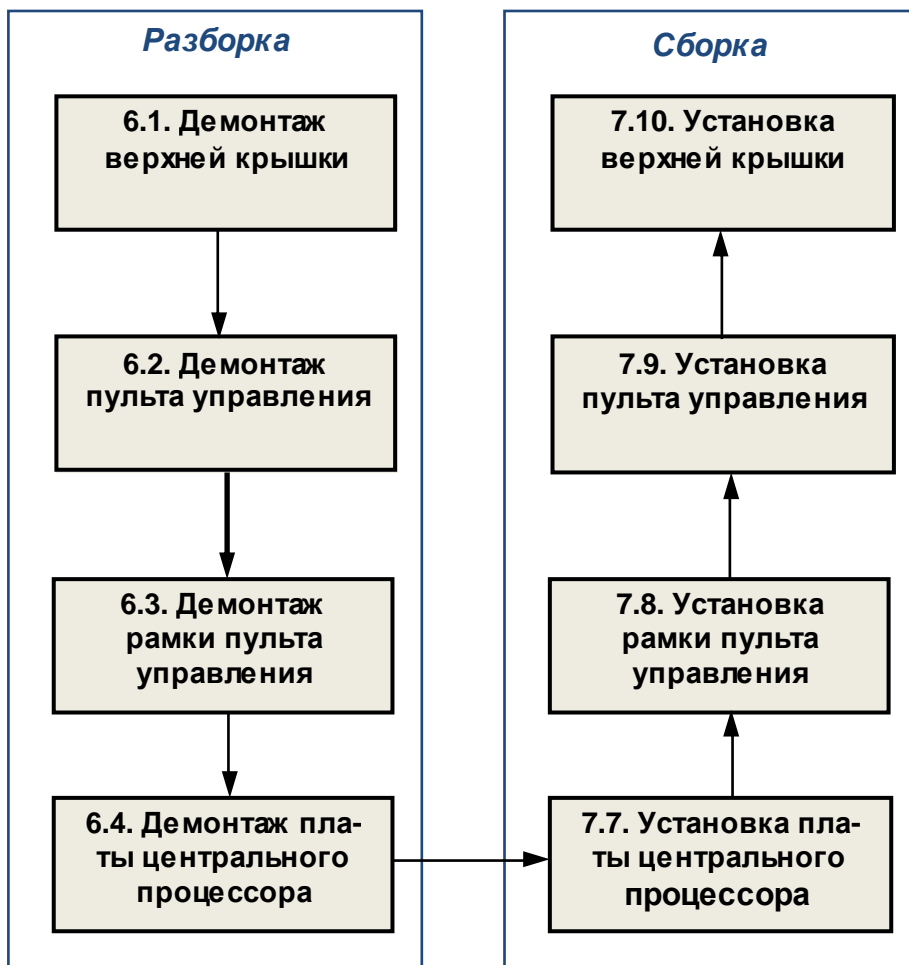 Разборка
6.1. Демонтаж
верхней крышки
6.2. Демонтаж
пульта управления
6.3. Демонтаж
рамки пульта
управления
6.4. Демонтаж пла-
ты центрального
процессора
Сборка
7.10. Установка
верхней крышки
7.9. Установка
пульта управления
7.8. Установка
рамки пульта
управления
7.7. Установка пла-
ты центрального
процессора